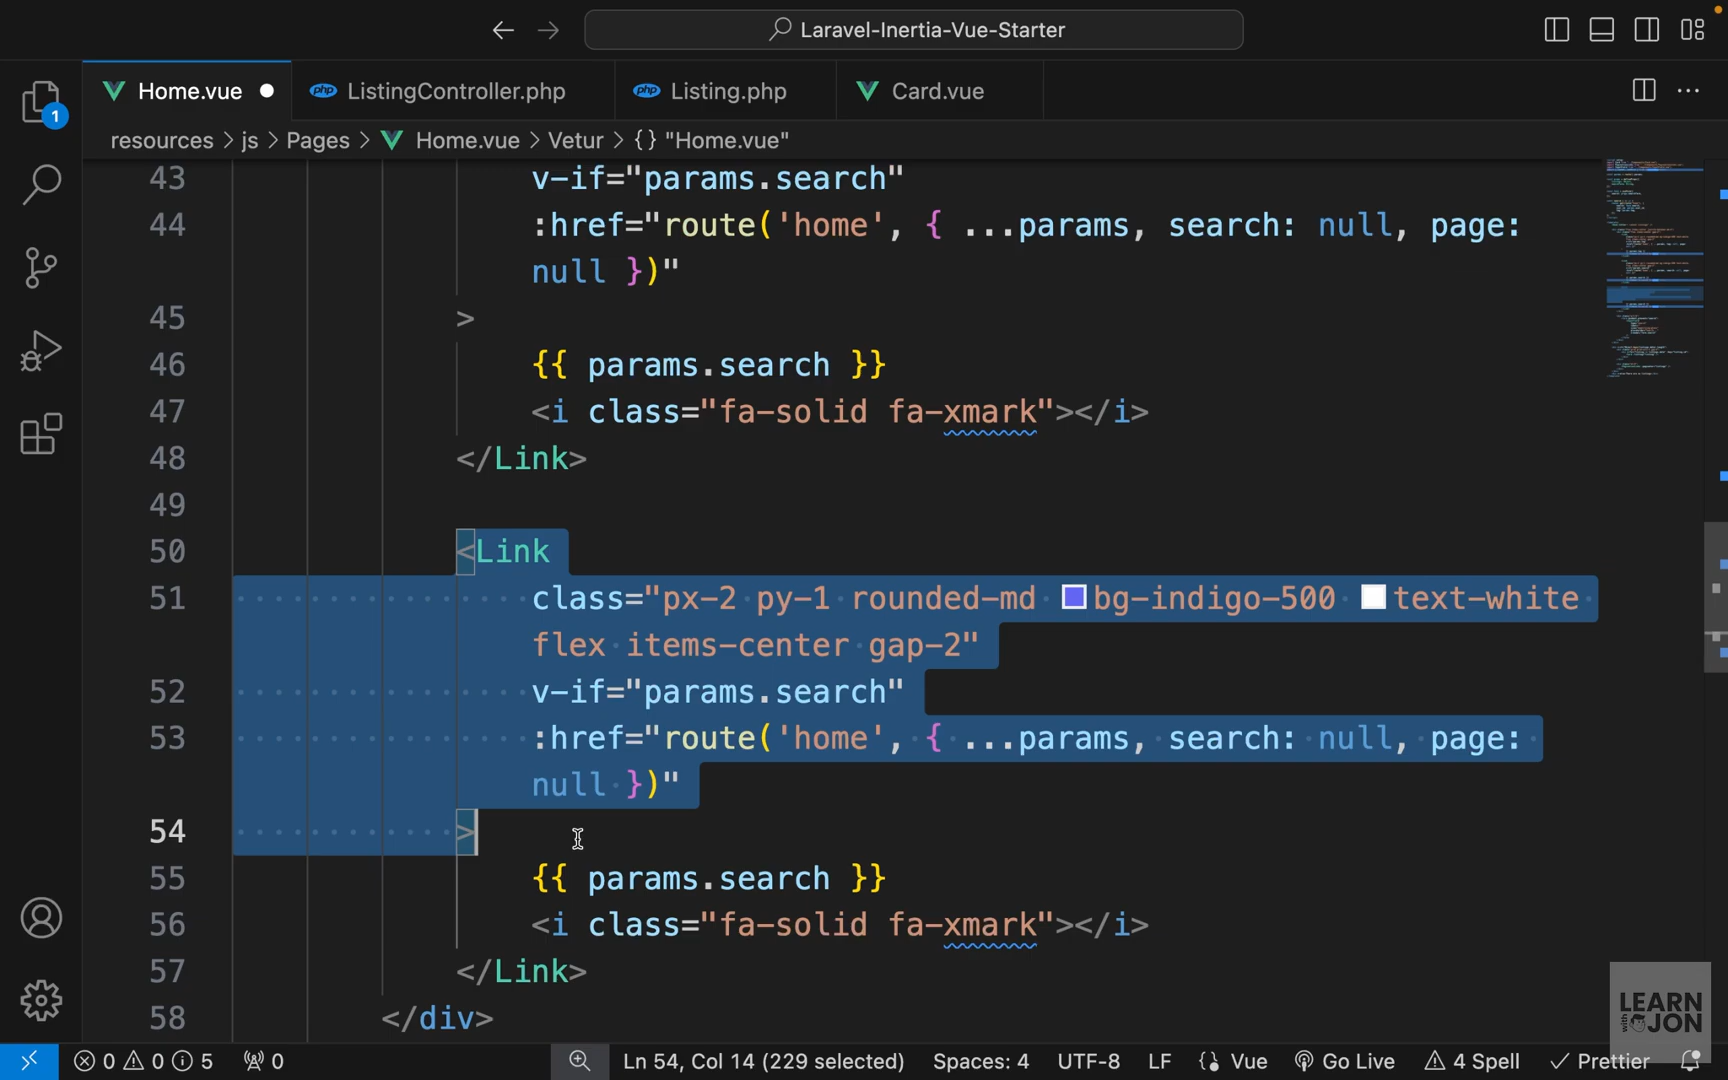 Laravel-Inertia-Vue-Starter
1
Home.vue
php ListingController.php
php Listing.php
Card.vue
resources > js > Pages > Home.vue > Vetur > {} "Home.vue"
43 v-if="params.search"
44 :href="route('home', { ...params, search: null, page:
null })"
45 >
46 {{ params.search }}
47 <i class="fa-solid fa-xmark"></i>
48 </Link>
49
50 <Link
51 class="px-2 py-1 rounded-md bg-indigo-500 text-white
flex items-center gap-2"
52 v-if="params.search"
53 :href="route('home', { ...params, search: null, page:
null })"
54 >
55 {{ params.search }}
56 <i class="fa-solid fa-xmark"></i>
57 </Link>
58 </div>
LEARN
with JON
0 0 5 0 Ln 54, Col 14 (229 selected) Spaces: 4 UTF-8 LF {} Vue Go Live 4 Spell Prettier